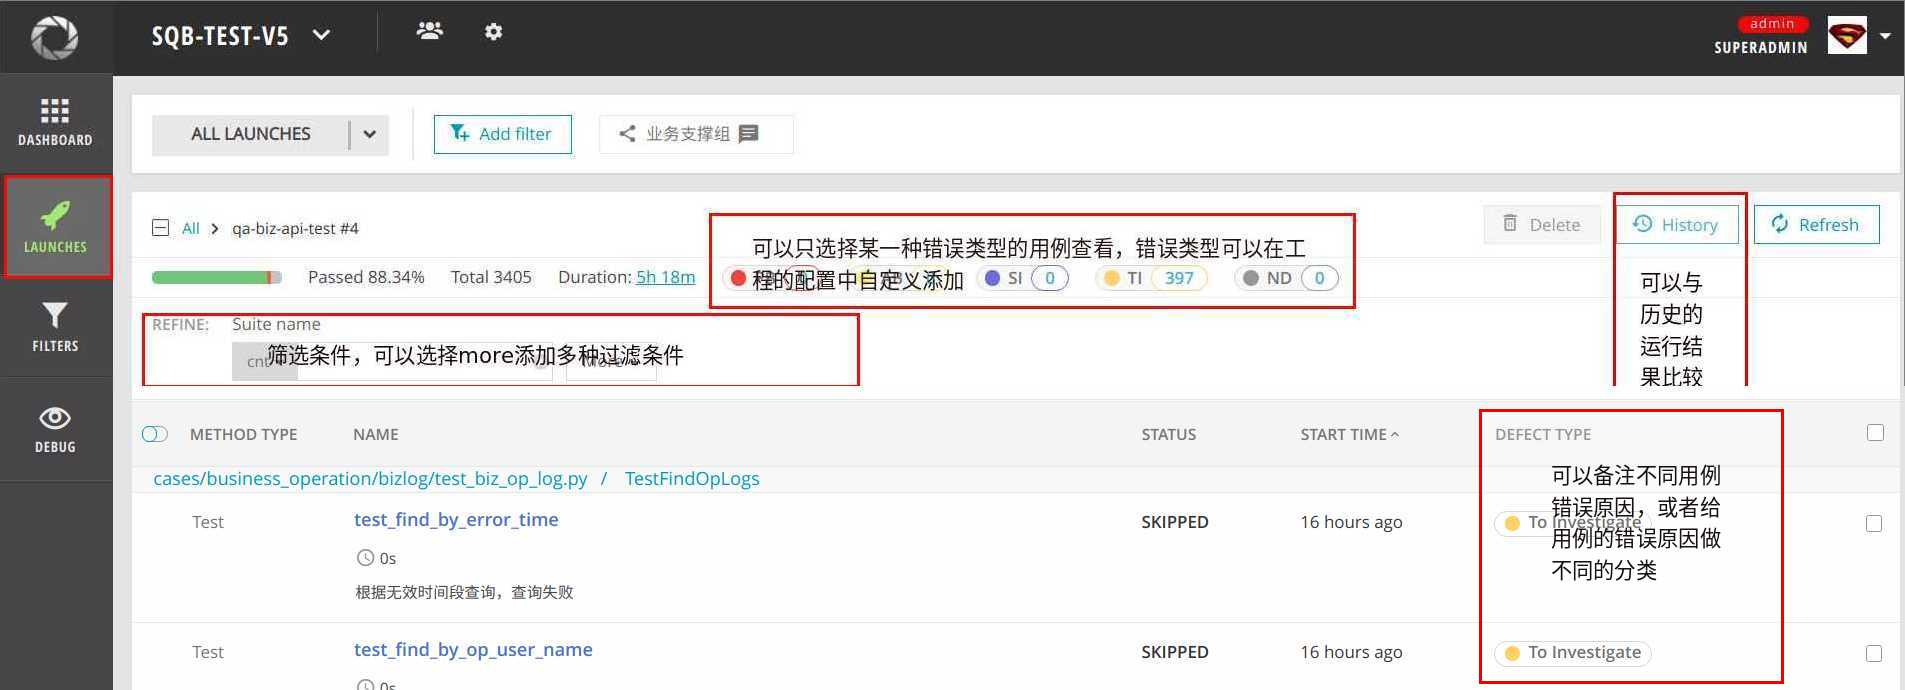 SQB-TEST-V5
admin
SUPERADMIN
DASHBOARD
LAUNCHES
FILTERS
DEBUG
ALL LAUNCHES
Add filter
业务支撑组
All > qa-biz-api-test #4
Delete
History
Refresh
可以只选择某一种错误类型的用例查看，错误类型可以在工
程的配置中自定义添加
Passed 88.34% Total 3405 Duration: 5h 18m
SI 0
TI 397
ND 0
可以与
历史的
运行结
果比较
REFINE: Suite name
筛选条件，可以选择more添加多种过滤条件
cnt
More
METHOD TYPE NAME STATUS START TIME DEFECT TYPE
cases/business_operation/bizlog/test_biz_op_log.py / TestFindOpLogs
Test test_find_by_error_time SKIPPED 16 hours ago To Investigate
0s
根据无效时间段查询，查询失败
可以备注不同用例
错误原因，或者给
用例的错误原因做
不同的分类
Test test_find_by_op_user_name SKIPPED 16 hours ago To Investigate
0s